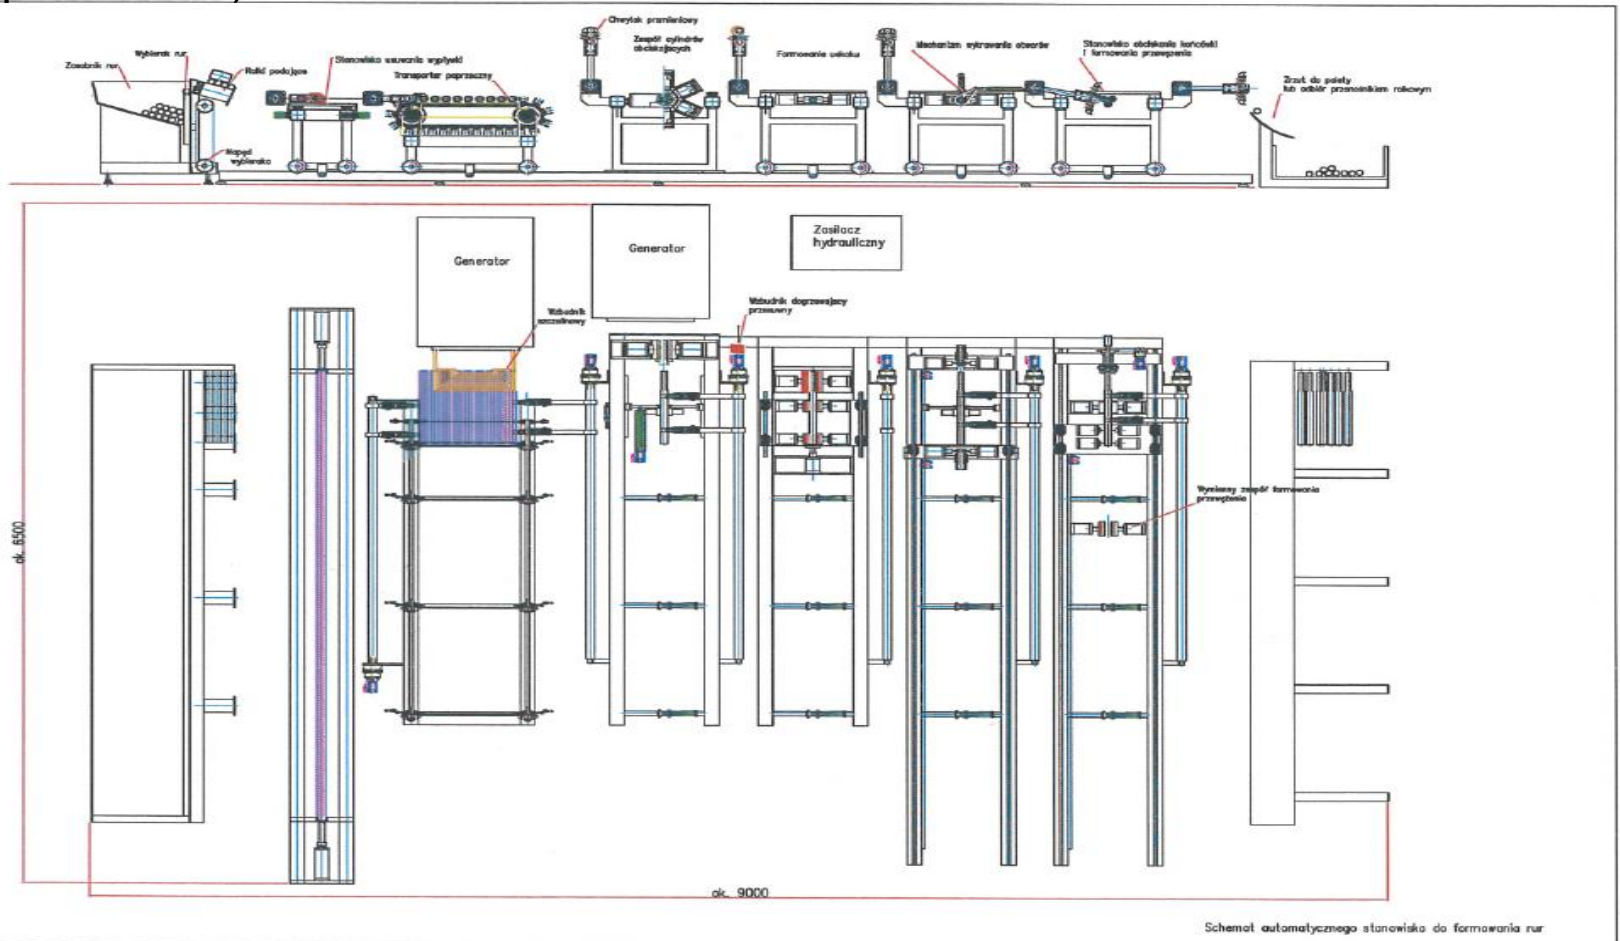 Chwytak promieniowy
Zespół cylindrów
obciskających
Formowanie uskoku
Mechanizm wykrawania otworów
Stanowisko obciskania końcówki
i formowania przewężenia
Zrzut do palety
lub odbiór przenośnikiem rolkowym
Zasobnik rur
Wybierak rur
Rolki podające
Stanowisko usuwania wypływki
Transporter poprzeczny
Napęd
wybieraka
Generator
Generator
Zasilacz
hydrauliczny
Wzbudnik
szczelinowy
Wzbudnik dogrzewający
przesuwny
Wymienny zespół formowania
przewężenia
ok. 6500
ok. 9000
Schemat automatycznego stanowiska do formowania rur